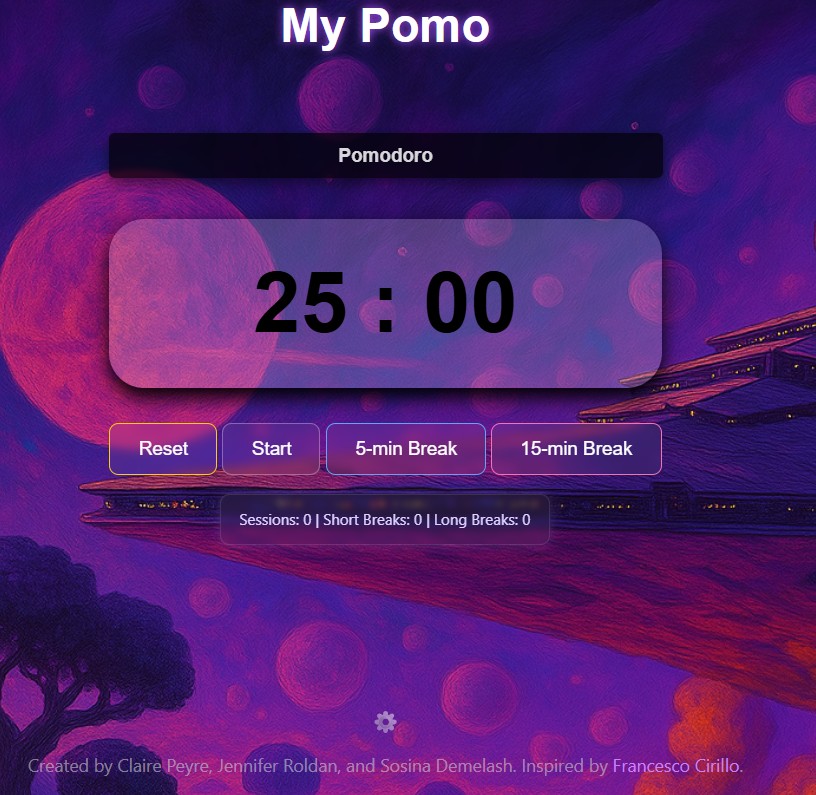 My Pomo
Pomodoro
25 : 00
Reset
Start
5-min Break
15-min Break
Sessions: 0 | Short Breaks: 0 | Long Breaks: 0
Created by Claire Peyre, Jennifer Roldan, and Sosina Demelash. Inspired by Francesco Cirillo.